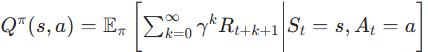 Q^π(s, a) = 𝔼_π [ ∑_{k=0}^{∞} γ^k R_{t+k+1} | S_t = s, A_t = a ]